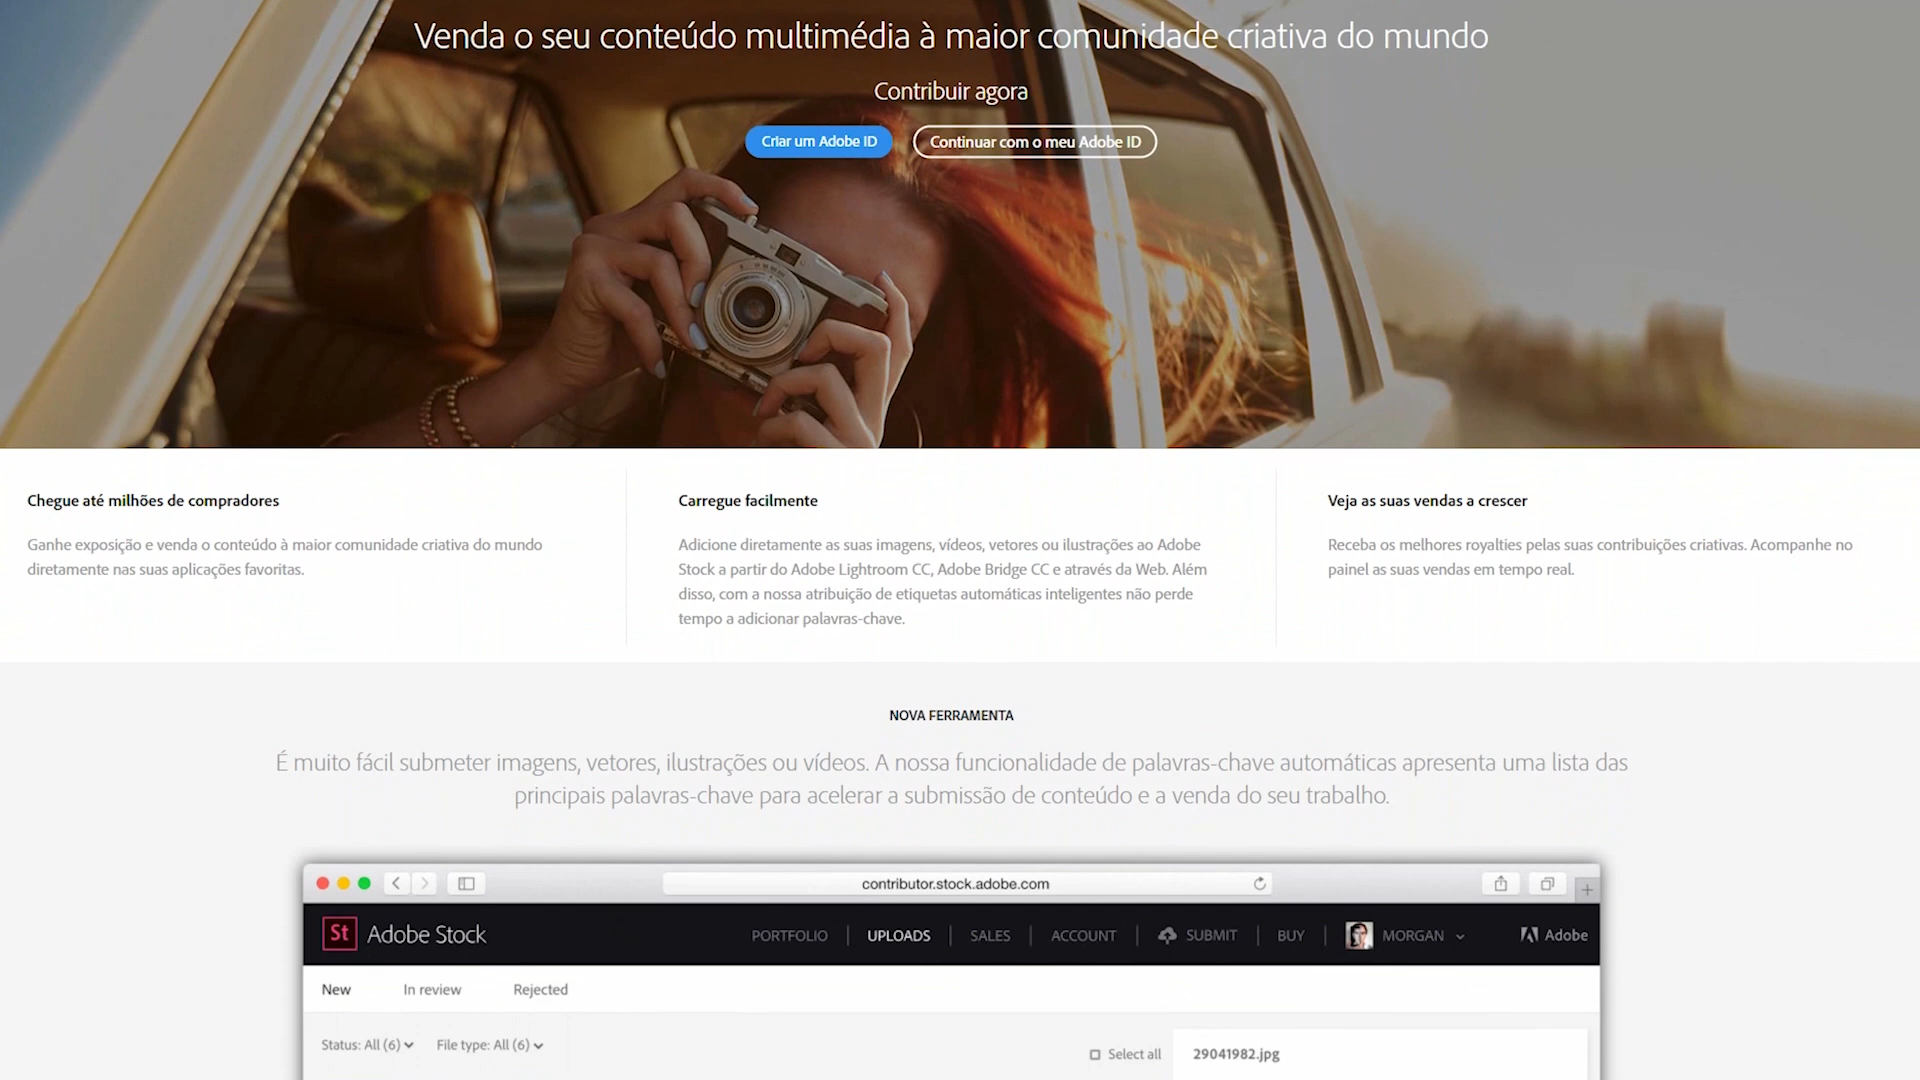 Venda o seu conteúdo multimédia à maior comunidade criativa do mundo
Contribuir agora
Criar um Adobe ID
Continuar com o meu Adobe ID
Chegue até milhões de compradores
Ganhe exposição e venda o conteúdo à maior comunidade criativa do mundo
diretamente nas suas aplicações favoritas.
Carregue facilmente
Adicione diretamente as suas imagens, vídeos, vetores ou ilustrações ao Adobe
Stock a partir do Adobe Lightroom CC, Adobe Bridge CC e através da Web. Além
disso, com a nossa atribuição de etiquetas automáticas inteligentes não perde
tempo a adicionar palavras-chave.
Veja as suas vendas a crescer
Receba os melhores royalties pelas suas contribuições criativas. Acompanhe no
painel as suas vendas em tempo real.
NOVA FERRAMENTA
É muito fácil submeter imagens, vetores, ilustrações ou vídeos. A nossa funcionalidade de palavras-chave automáticas apresenta uma lista das
principais palavras-chave para acelerar a submissão de conteúdo e a venda do seu trabalho.
contributor.stock.adobe.com
St Adobe Stock
PORTFOLIO
UPLOADS
SALES
ACCOUNT
SUBMIT
BUY
MORGAN
Adobe
New
In review
Rejected
Status: All (6)
File type: All (6)
Select all
29041982.jpg